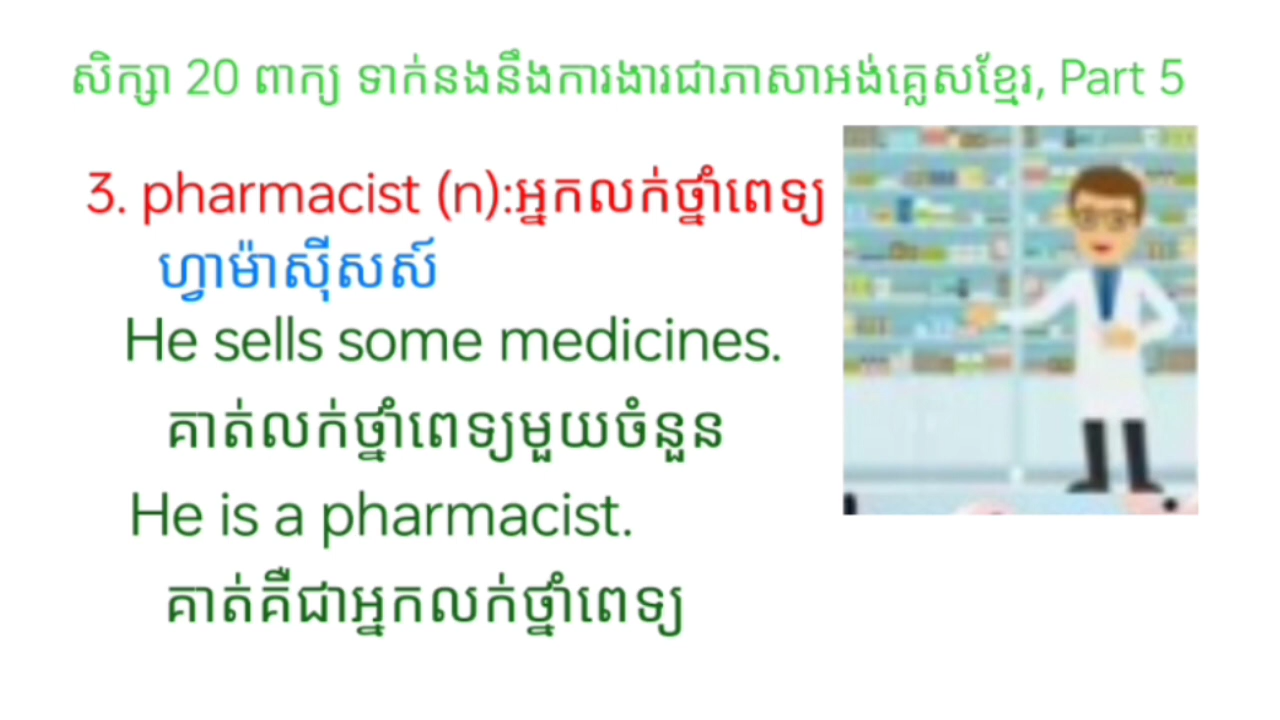 សិក្សា 20 ពាក្យ ទាក់នងនឹងការងារជាភាសាអង់គ្លេសខ្មែរ, Part 5
3. pharmacist (n):អ្នកលក់ថ្នាំពេទ្យ
ហ្វាម៉ាស៊ីសស៍
He sells some medicines.
គាត់លក់ថ្នាំពេទ្យមួយចំនួន
He is a pharmacist.
គាត់គឺជាអ្នកលក់ថ្នាំពេទ្យ